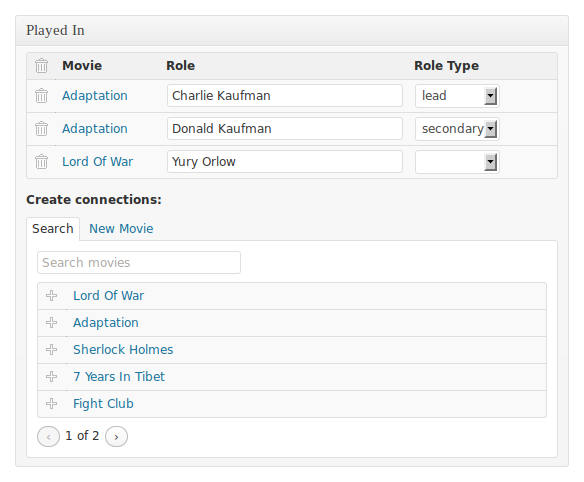 Played In
Movie Role Role Type
Adaptation Charlie Kaufman lead
Adaptation Donald Kaufman secondary
Lord Of War Yury Orlow
Create connections:
Search New Movie
Search movies
Lord Of War
Adaptation
Sherlock Holmes
7 Years In Tibet
Fight Club
‹ 1 of 2 ›